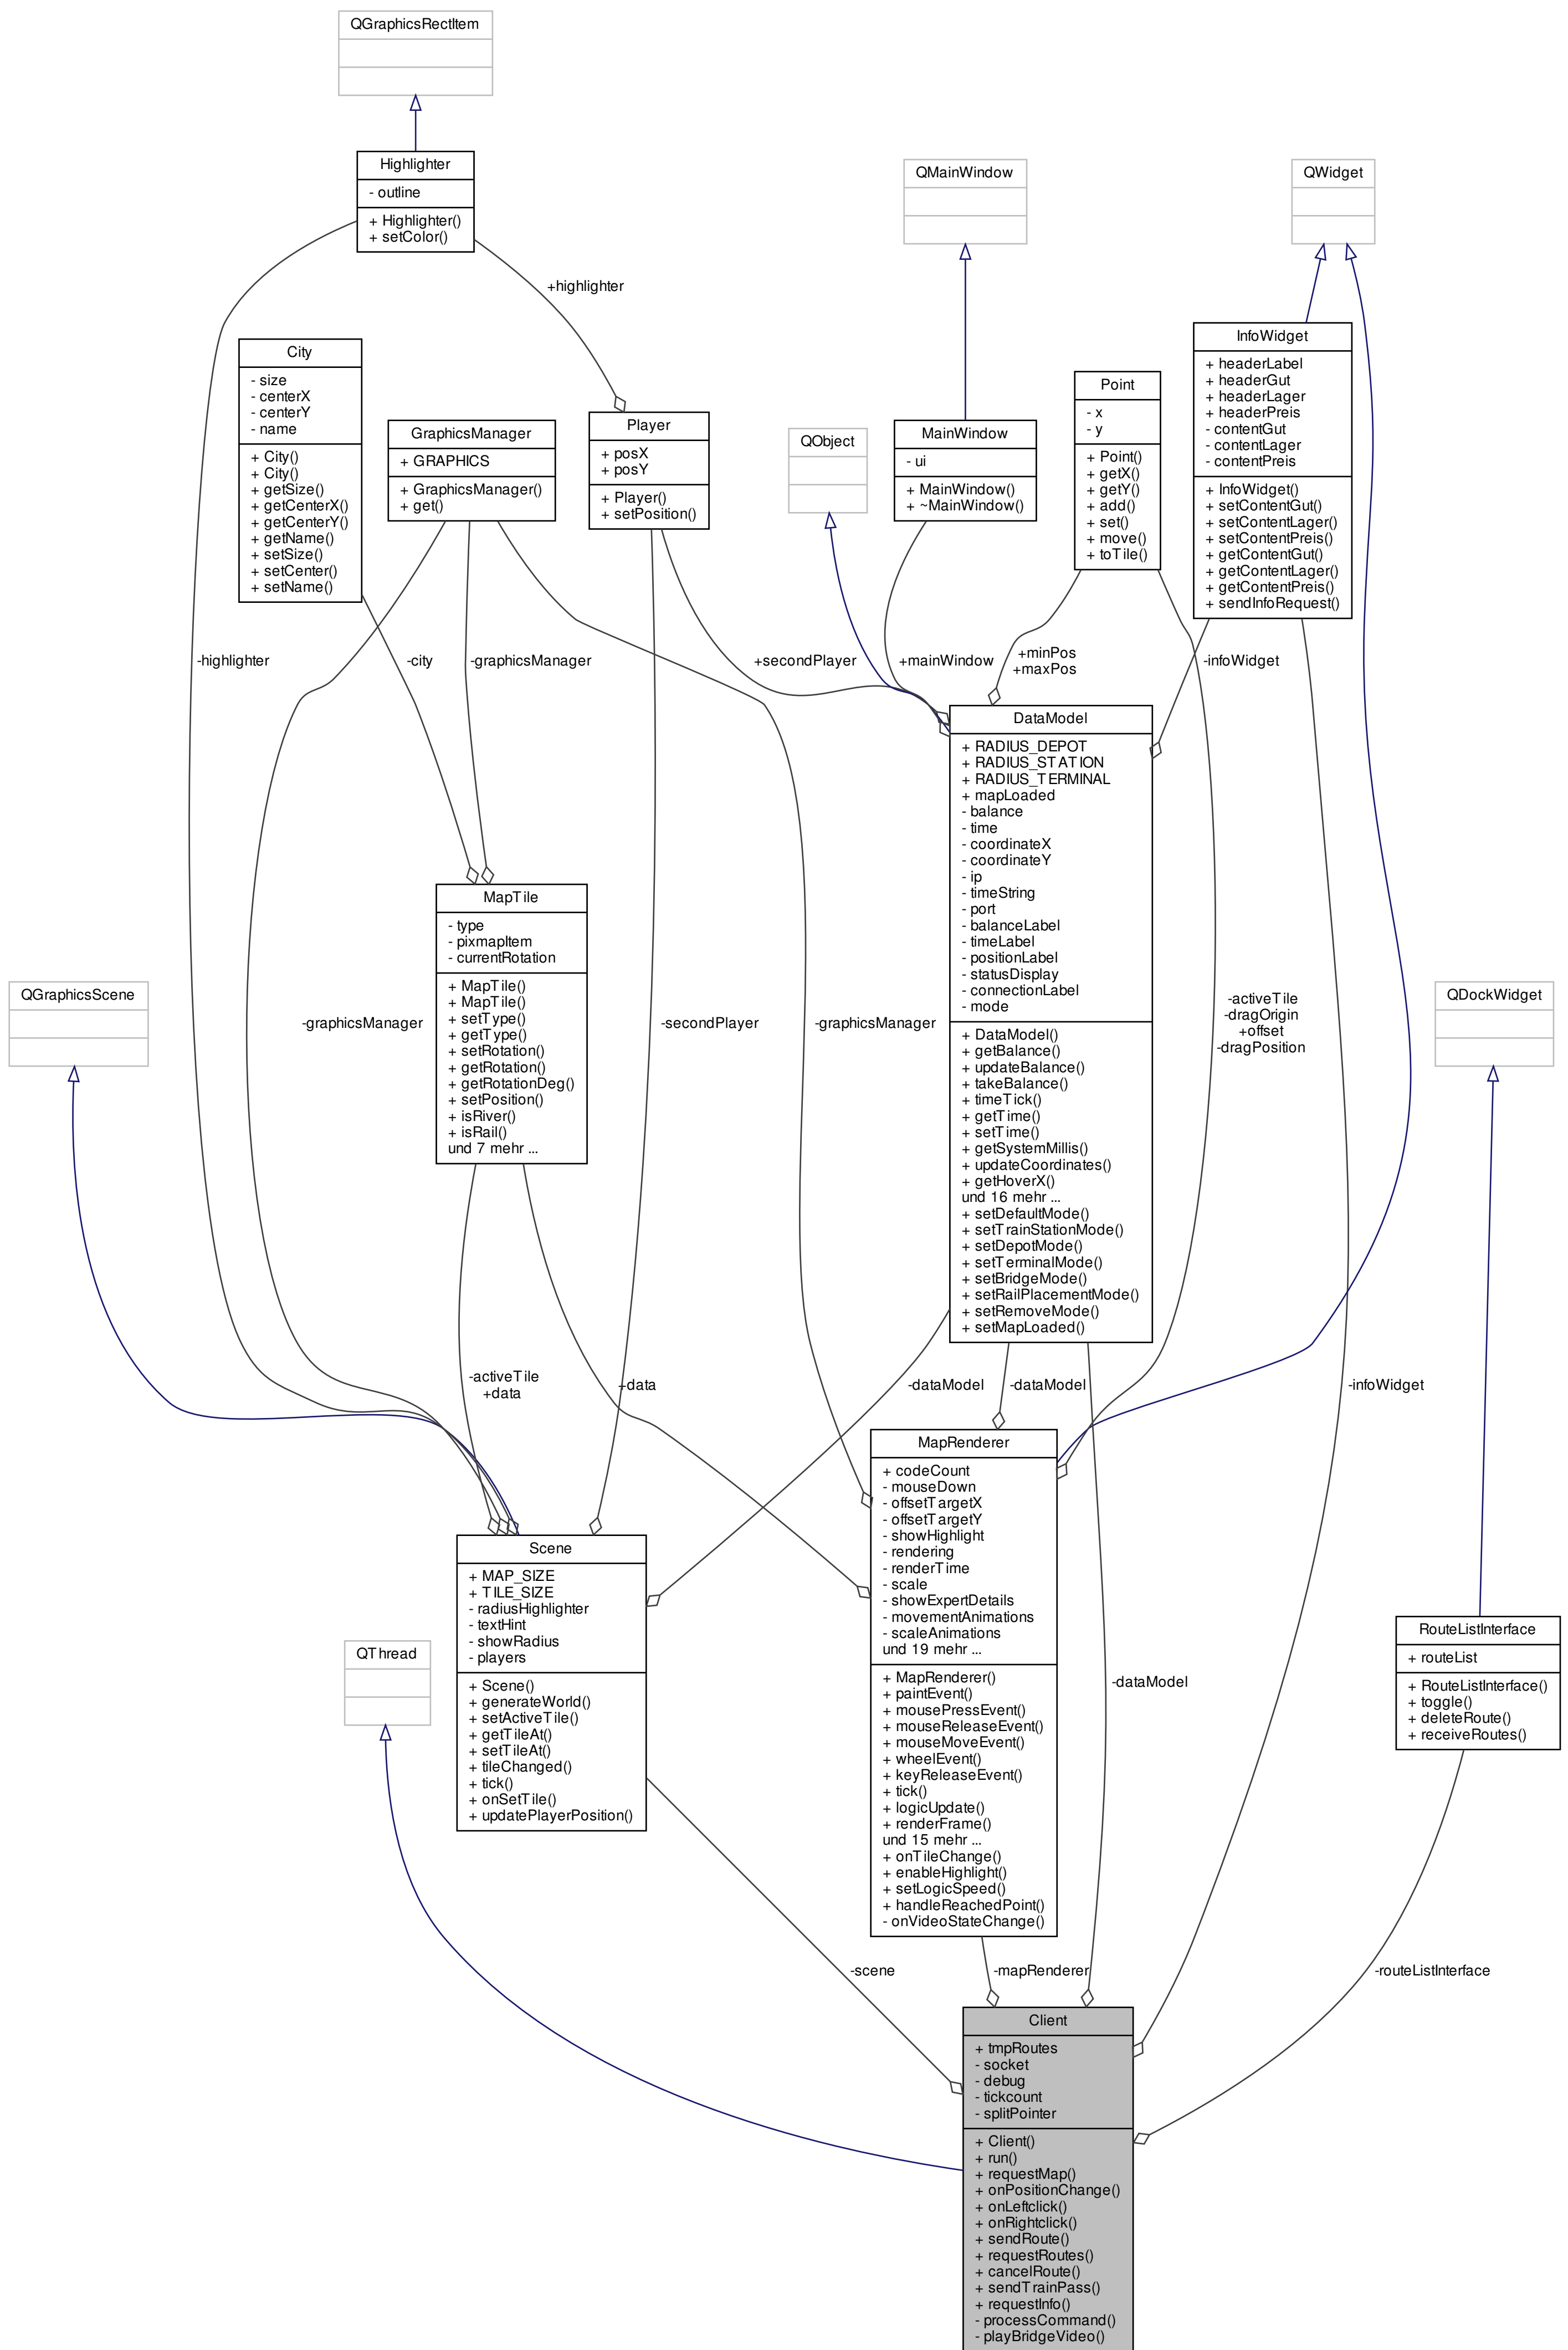 QGraphicsRectItem
Highlighter
- outline
+ Highlighter()
+ setColor()
QMainWindow
QWidget
+highlighter
City
- size
- centerX
- centerY
- name
+ City()
+ City()
+ getSize()
+ getCenterX()
+ getCenterY()
+ getName()
+ setSize()
+ setCenter()
+ setName()
GraphicsManager
+ GRAPHICS
+ GraphicsManager()
+ get()
Player
+ posX
+ posY
+ Player()
+ setPosition()
QObject
MainWindow
- ui
+ MainWindow()
+ ~MainWindow()
Point
- x
- y
+ Point()
+ getX()
+ getY()
+ add()
+ set()
+ move()
+ toTile()
InfoWidget
+ headerLabel
+ headerGut
+ headerLager
+ headerPreis
- contentGut
- contentLager
- contentPreis
+ InfoWidget()
+ setContentGut()
+ setContentLager()
+ setContentPreis()
+ getContentGut()
+ getContentLager()
+ getContentPreis()
+ sendInfoRequest()
-highlighter
-city
-graphicsManager
+secondPlayer
+mainWindow
+minPos
+maxPos
-infoWidget
DataModel
+ RADIUS_DEPOT
+ RADIUS_STATION
+ RADIUS_TERMINAL
+ mapLoaded
- balance
- time
- coordinateX
- coordinateY
- ip
- timeString
- port
- balanceLabel
- timeLabel
- positionLabel
- statusDisplay
- connectionLabel
- mode
+ DataModel()
+ getBalance()
+ updateBalance()
+ takeBalance()
+ timeTick()
+ getTime()
+ setTime()
+ getSystemMillis()
+ updateCoordinates()
+ getHoverX()
und 16 mehr ...
+ setDefaultMode()
+ setTrainStationMode()
+ setDepotMode()
+ setTerminalMode()
+ setBridgeMode()
+ setRailPlacementMode()
+ setRemoveMode()
+ setMapLoaded()
MapTile
- type
- pixmapItem
- currentRotation
+ MapTile()
+ MapTile()
+ setType()
+ getType()
+ setRotation()
+ getRotation()
+ getRotationDeg()
+ setPosition()
+ isRiver()
+ isRail()
und 7 mehr ...
QGraphicsScene
-graphicsManager
-secondPlayer
-graphicsManager
-activeTile
-dragOrigin
+offset
-dragPosition
QDockWidget
-activeTile
+data
+data
-dataModel
-dataModel
-infoWidget
MapRenderer
+ codeCount
- mouseDown
- offsetTargetX
- offsetTargetY
- showHighlight
- rendering
- renderTime
- scale
- showExpertDetails
- movementAnimations
- scaleAnimations
und 19 mehr ...
+ MapRenderer()
+ paintEvent()
+ mousePressEvent()
+ mouseReleaseEvent()
+ mouseMoveEvent()
+ wheelEvent()
+ keyReleaseEvent()
+ tick()
+ logicUpdate()
+ renderFrame()
und 15 mehr ...
+ onTileChange()
+ enableHighlight()
+ setLogicSpeed()
+ handleReachedPoint()
- onVideoStateChange()
Scene
+ MAP_SIZE
+ TILE_SIZE
- radiusHighlighter
- textHint
- showRadius
- players
+ Scene()
+ generateWorld()
+ setActiveTile()
+ getTileAt()
+ setTileAt()
+ tileChanged()
+ tick()
+ onSetTile()
+ updatePlayerPosition()
QThread
-dataModel
RouteListInterface
+ routeList
+ RouteListInterface()
+ toggle()
+ deleteRoute()
+ receiveRoutes()
-scene
-mapRenderer
-routeListInterface
Client
+ tmpRoutes
- socket
- debug
- tickcount
- splitPointer
+ Client()
+ run()
+ requestMap()
+ onPositionChange()
+ onLeftclick()
+ onRightclick()
+ sendRoute()
+ requestRoutes()
+ cancelRoute()
+ sendTrainPass()
+ requestInfo()
- processCommand()
- playBridgeVideo()